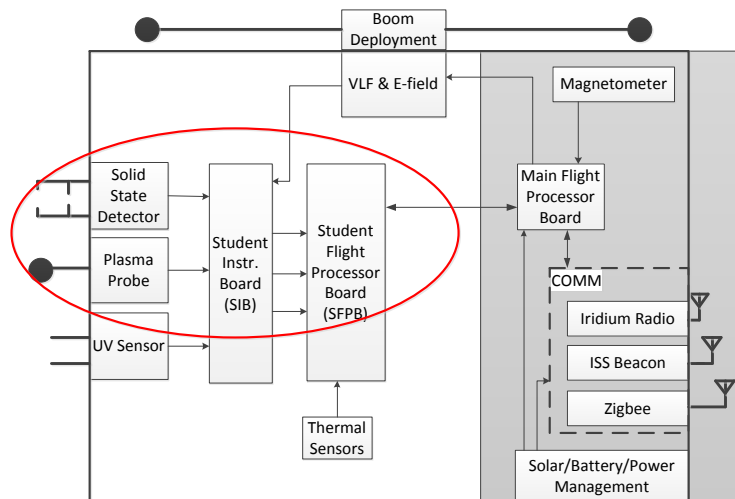 Boom
Deployment
VLF & E-field
Magnetometer
Solid
State
Detector
Main Flight
Processor
Board
Student
Instr.
Board
(SIB)
Student
Flight
Processor
Board
(SFPB)
Plasma
Probe
COMM
Iridium Radio
UV Sensor
ISS Beacon
Zigbee
Thermal
Sensors
Solar/Battery/Power
Management